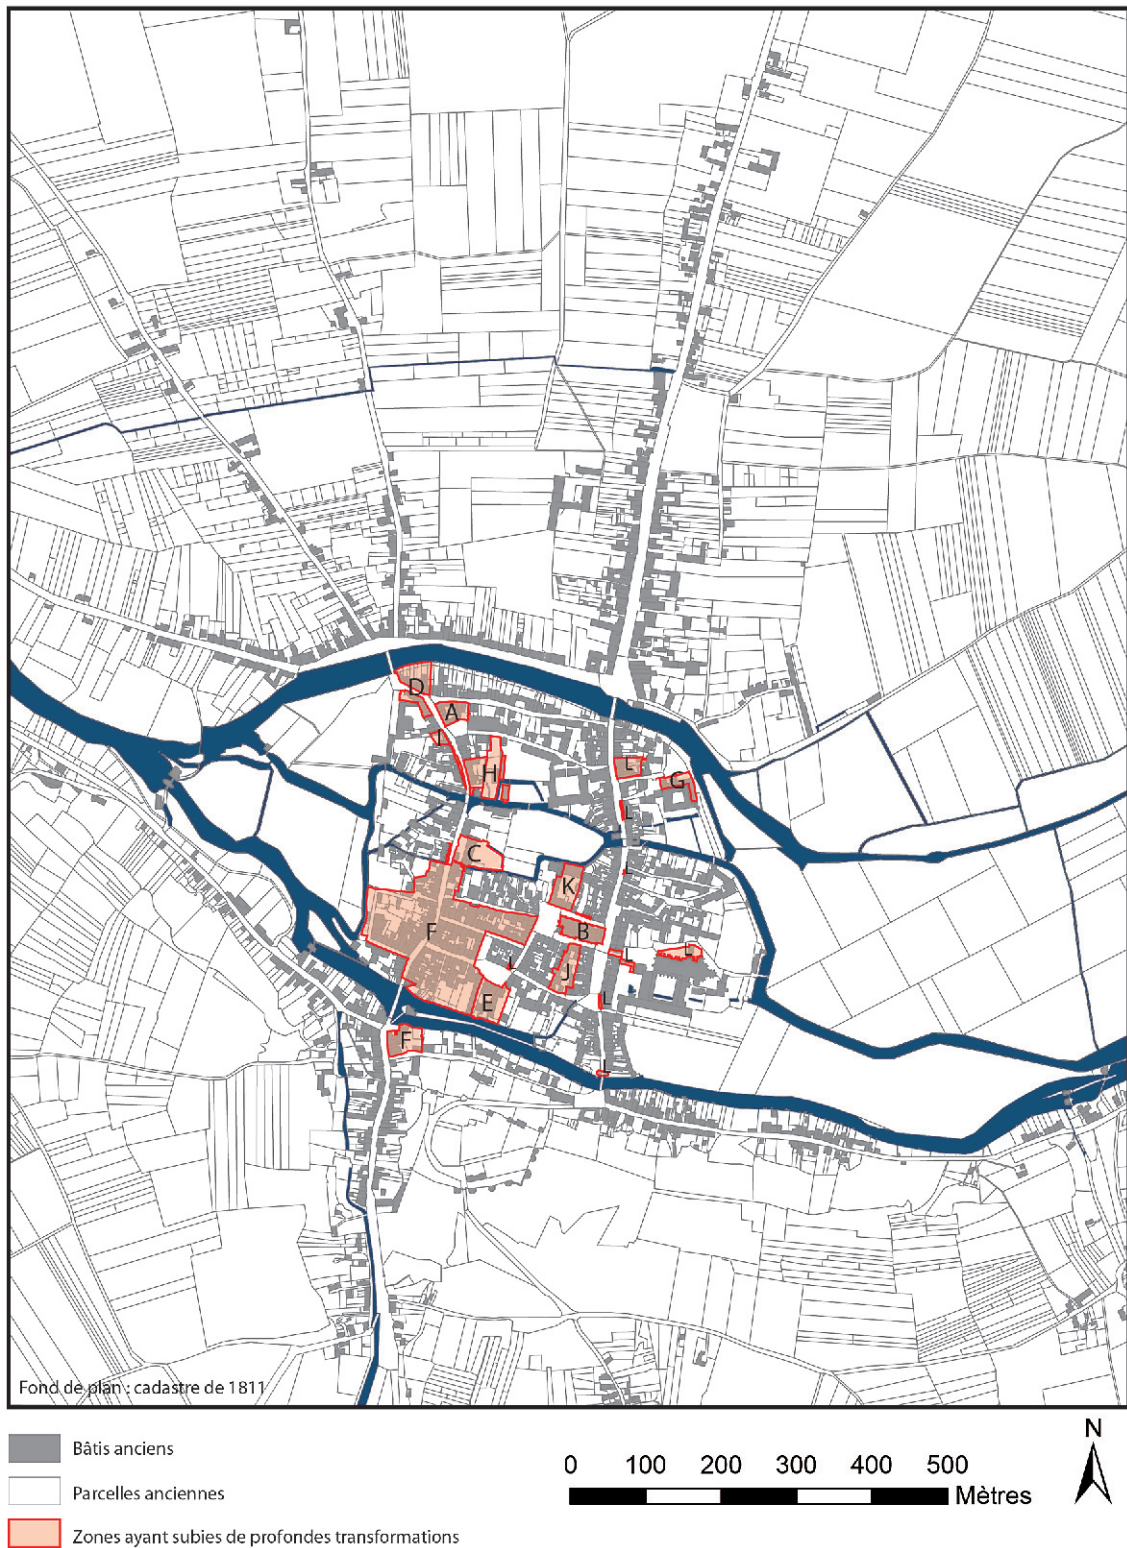 D
A
I
H
L
G
L
C
L
K
F
B
L
L
L
J
E
L
F
L
Fond de plan : cadastre de 1811
N
Bâtis anciens
0 100 200 300 400 500
Mètres
Parcelles anciennes
Zones ayant subies de profondes transformations